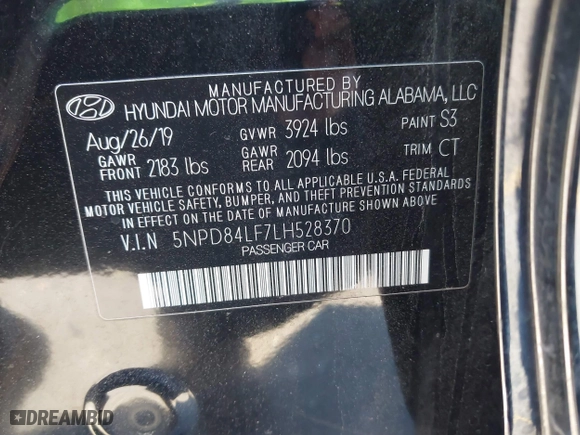 MANUFACTURED BY
HYUNDAI MOTOR MANUFACTURING ALABAMA, LLC
Aug/26/19 GVWR 3924 lbs PAINT S3
GAWR FRONT 2183 lbs GAWR REAR 2094 lbs TRIM CT
THIS VEHICLE CONFORMS TO ALL APPLICABLE U.S.A. FEDERAL
MOTOR VEHICLE SAFETY, BUMPER, AND THEFT PREVENTION STANDARDS
IN EFFECT ON THE DATE OF MANUFACTURE SHOWN ABOVE.
V.I.N 5NPD84LF7LH528370
PASSENGER CAR
DREAMBID